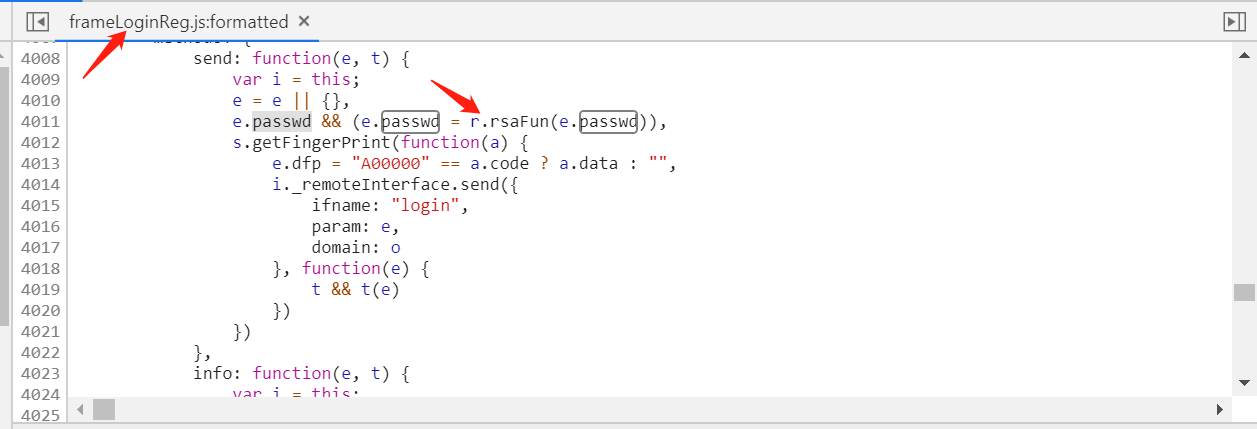 frameLoginReg.js:formatted ×
4008 send: function(e, t) {
4009 var i = this;
4010 e = e || {},
4011 e.passwd && (e.passwd = r.rsaFun(e.passwd)),
4012 s.getFingerPrint(function(a) {
4013 e.dfp = "A00000" == a.code ? a.data : "",
4014 i._remoteInterface.send({
4015 ifname: "login",
4016 param: e,
4017 domain: o
4018 }, function(e) {
4019 t && t(e)
4020 })
4021 })
4022 },
4023 info: function(e, t) {
4024 var i = this;
4025